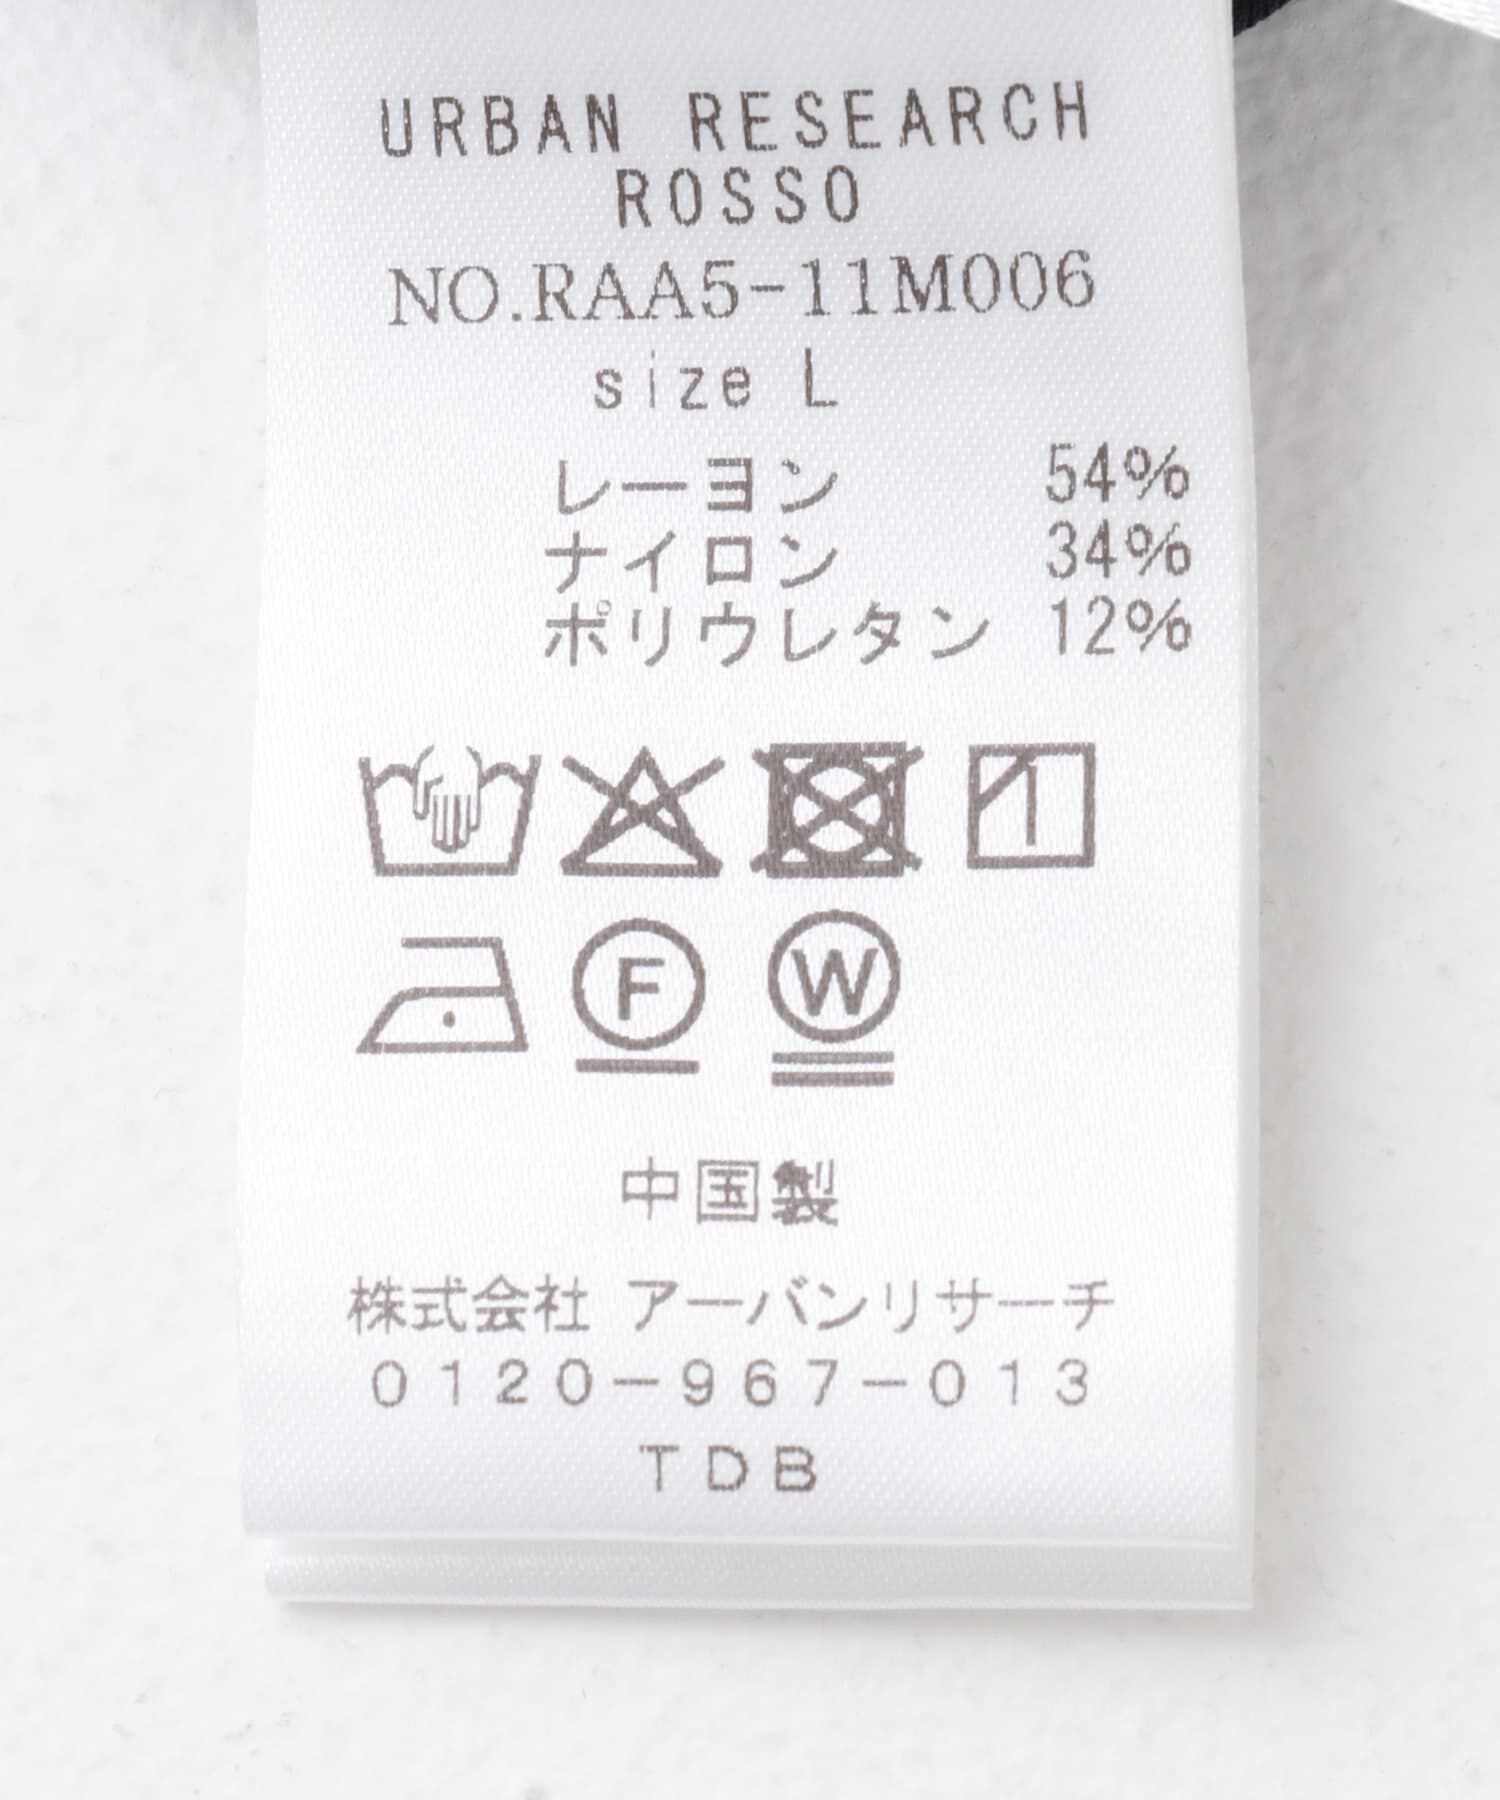 URBAN RESEARCH
ROSSO
NO.RAA5-11M006
size L
レーヨン 54%
ナイロン 34%
ポリウレタン 12%
F W
中国製
株式会社 アーバンリサーチ
0120-967-013
TDB